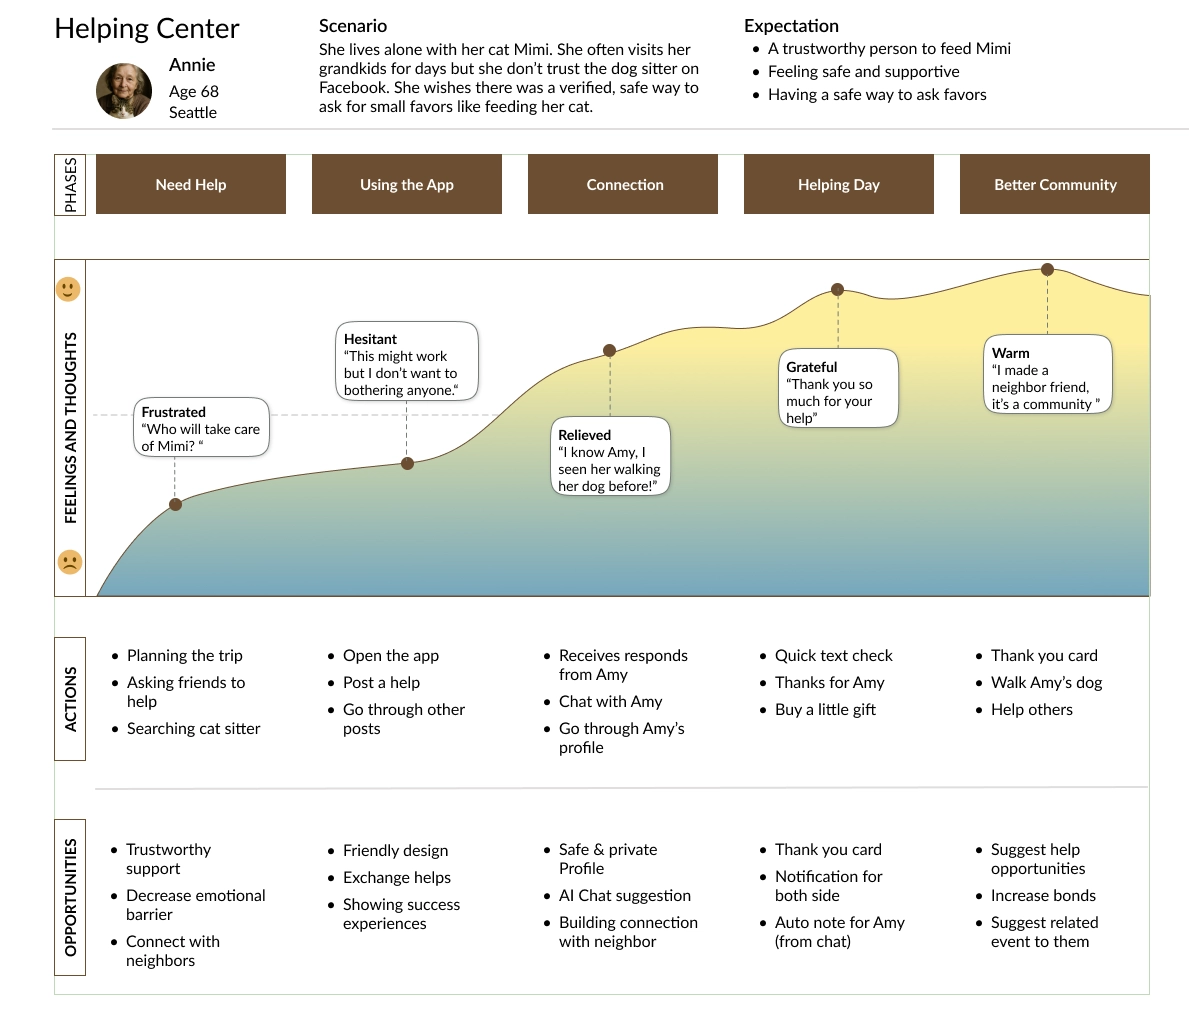 Helping Center
Annie
Age 68
Seattle
Scenario
She lives alone with her cat Mimi. She often visits her
grandkids for days but she don't trust the dog sitter on
Facebook. She wishes there was a verified, safe way to
ask for small favors like feeding her cat.
Expectation
• A trustworthy person to feed Mimi
• Feeling safe and supportive
• Having a safe way to ask favors
PHASES
Need Help
Using the App
Connection
Helping Day
Better Community
FEELINGS AND THOUGHTS
Frustrated
“Who will take care
of Mimi? “
Hesitant
“This might work
but I don’t want to
bothering anyone.“
Relieved
“I know Amy, I
seen her walking
her dog before!”
Grateful
“Thank you so
much for your
help”
Warm
“I made a
neighbor friend,
it’s a community ”
ACTIONS
• Planning the trip
• Asking friends to
help
• Searching cat sitter
• Open the app
• Post a help
• Go through other
posts
• Receives responds
from Amy
• Chat with Amy
• Go through Amy’s
profile
• Quick text check
• Thanks for Amy
• Buy a little gift
• Thank you card
• Walk Amy’s dog
• Help others
OPPORTUNITIES
• Trustworthy
support
• Decrease emotional
barrier
• Connect with
neighbors
• Friendly design
• Exchange helps
• Showing success
experiences
• Safe & private
Profile
• AI Chat suggestion
• Building connection
with neighbor
• Thank you card
• Notification for
both side
• Auto note for Amy
(from chat)
• Suggest help
opportunities
• Increase bonds
• Suggest related
event to them